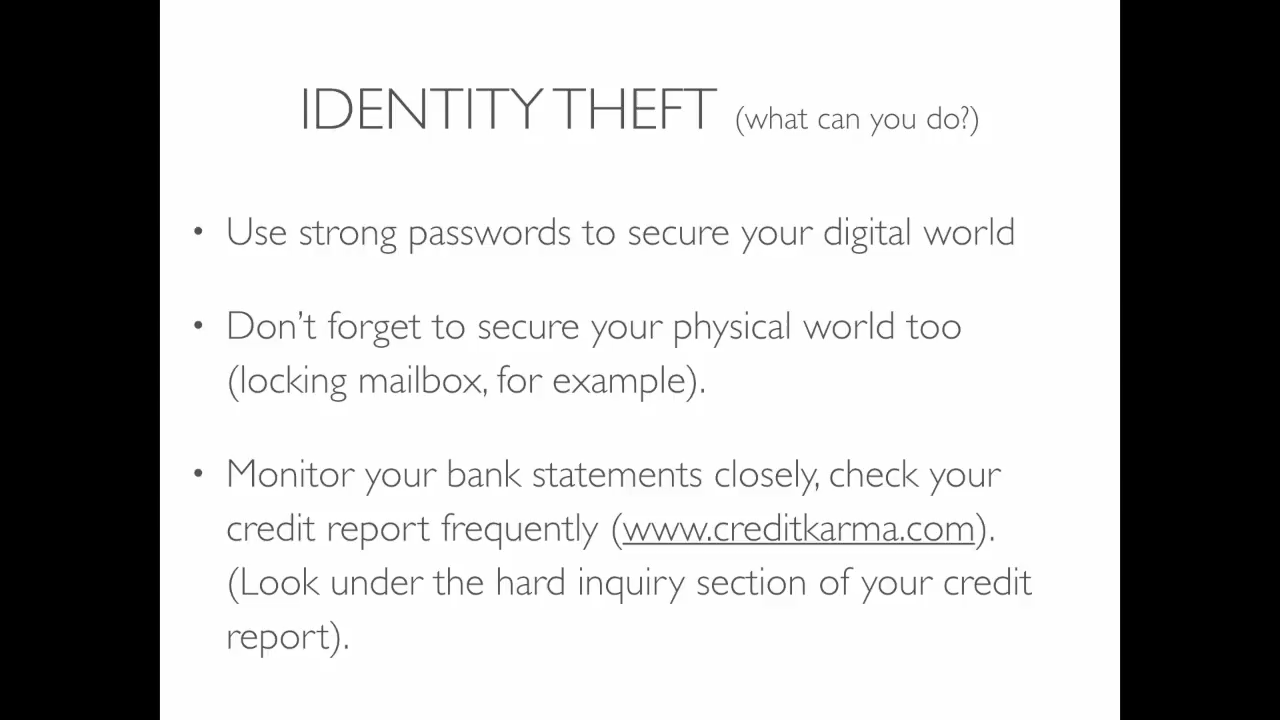 IDENTITY THEFT (what can you do?)
• Use strong passwords to secure your digital world
• Don’t forget to secure your physical world too
(locking mailbox, for example).
• Monitor your bank statements closely, check your
credit report frequently (www.creditkarma.com).
(Look under the hard inquiry section of your credit
report).